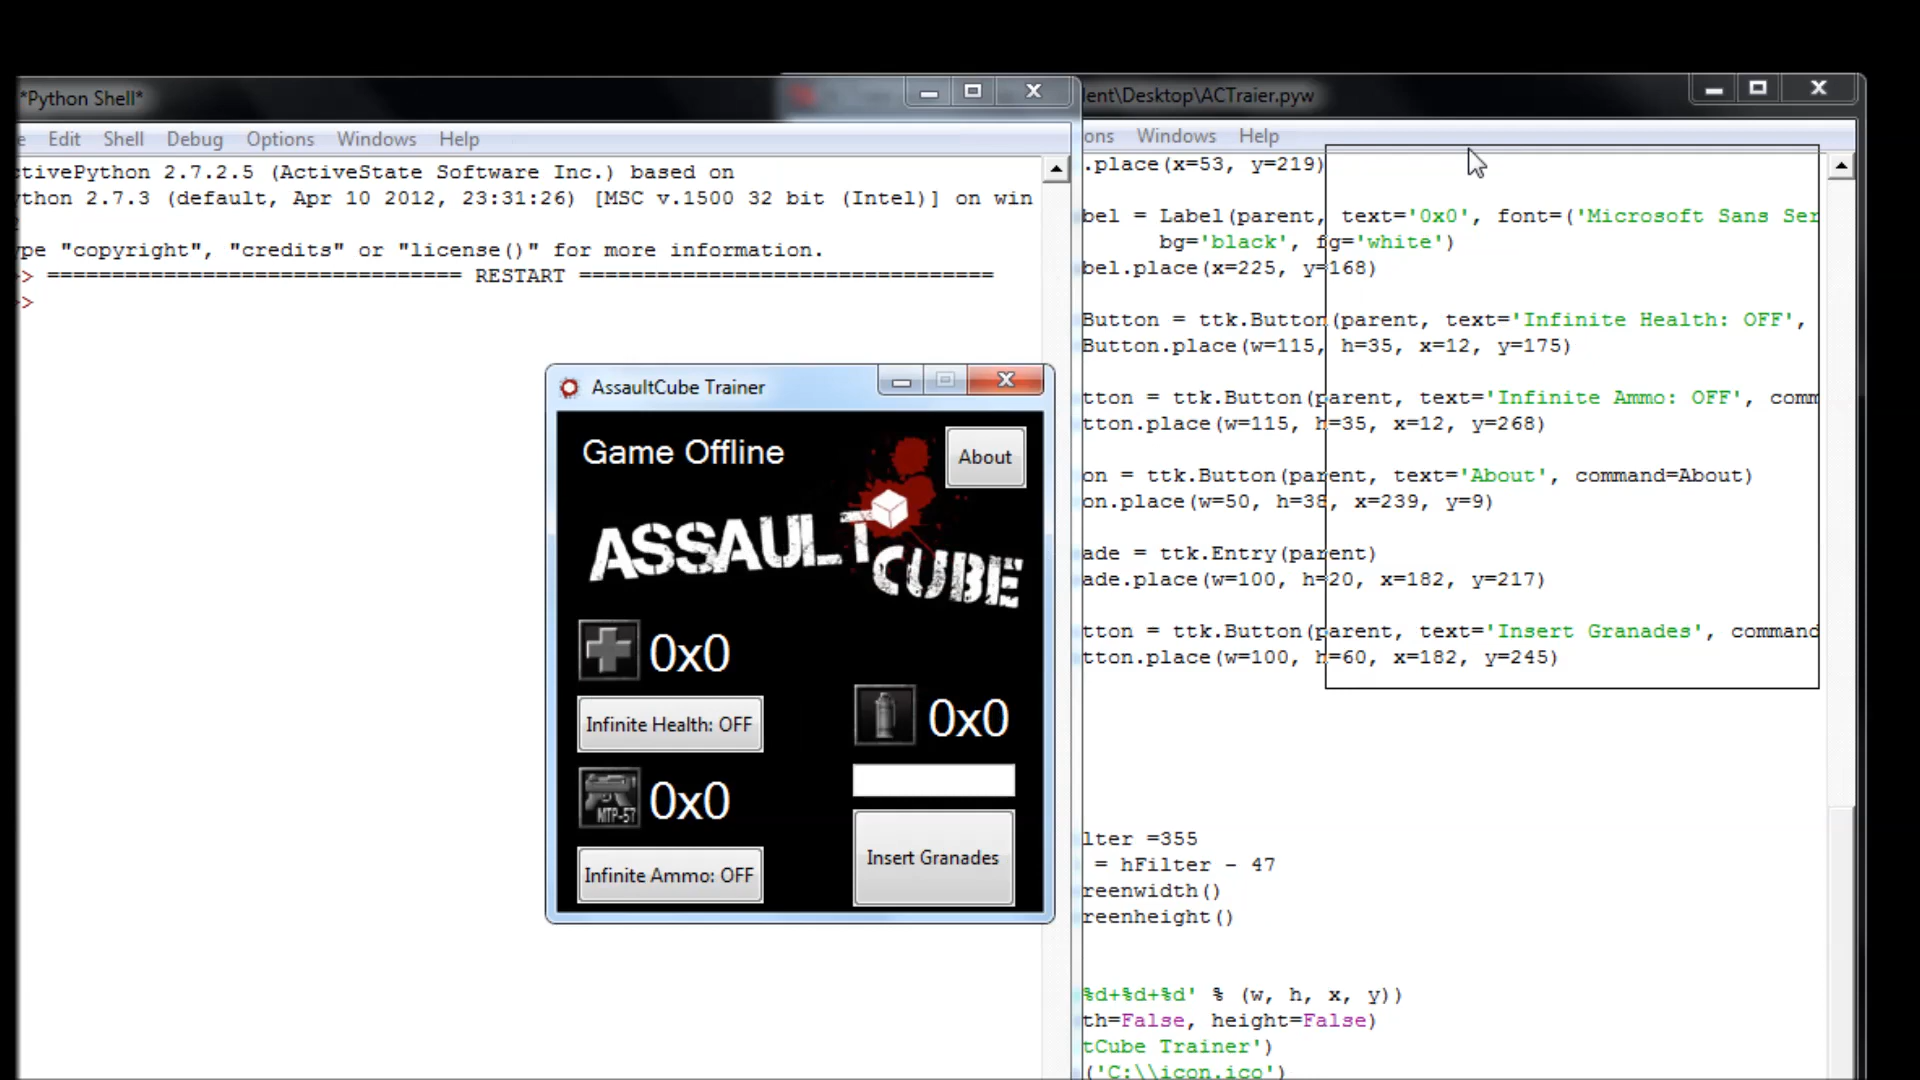 *Python Shell*
e Edit Shell Debug Options Windows Help
ctivePython 2.7.2.5 (ActiveState Software Inc.) based on
ython 2.7.3 (default, Apr 10 2012, 23:31:26) [MSC v.1500 32 bit (Intel)] on win
ype "copyright", "credits" or "license()" for more information.
> ================================ RESTART ================================
>
ent\Desktop\ACTraier.pyw
ons Windows Help
.place(x=53, y=219)
bel = Label(parent, text='0x0', font=('Microsoft Sans Ser
bg='black', fg='white')
bel.place(x=225, y=168)
Button = ttk.Button(parent, text='Infinite Health: OFF',
Button.place(w=115, h=35, x=12, y=175)
tton = ttk.Button(parent, text='Infinite Ammo: OFF', comm
tton.place(w=115, h=35, x=12, y=268)
on = ttk.Button(parent, text='About', command=About)
on.place(w=50, h=38, x=239, y=9)
ade = ttk.Entry(parent)
ade.place(w=100, h=20, x=182, y=217)
tton = ttk.Button(parent, text='Insert Granades', command
tton.place(w=100, h=60, x=182, y=245)
lter =355
= hFilter - 47
reenwidth()
reenheight()
%d+%d+%d' % (w, h, x, y))
th=False, height=False)
tCube Trainer')
('C:\\icon.ico')
AssaultCube Trainer
Game Offline
About
ASSAULT
CUBE
0x0
Infinite Health: OFF
0x0
MTP-57
0x0
Infinite Ammo: OFF
Insert Granades